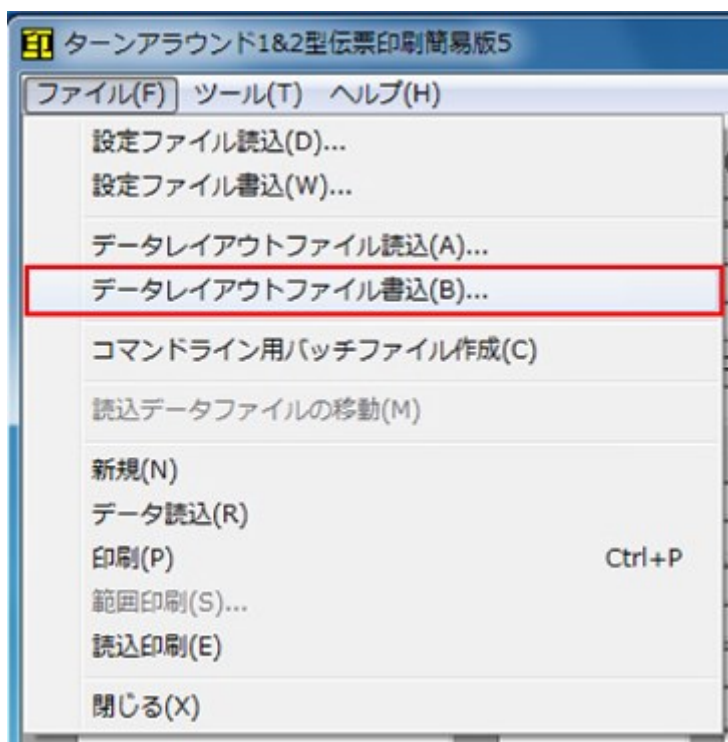 印 ターンアラウンド1&2型伝票印刷簡易版5
ファイル(F) ツール(T) ヘルプ(H)
設定ファイル読込(D)...
設定ファイル書込(W)...
データレイアウトファイル読込(A)...
データレイアウトファイル書込(B)...
コマンドライン用バッチファイル作成(C)
読込データファイルの移動(M)
新規(N)
データ読込(R)
印刷(P) Ctrl+P
範囲印刷(S)...
読込印刷(E)
閉じる(X)